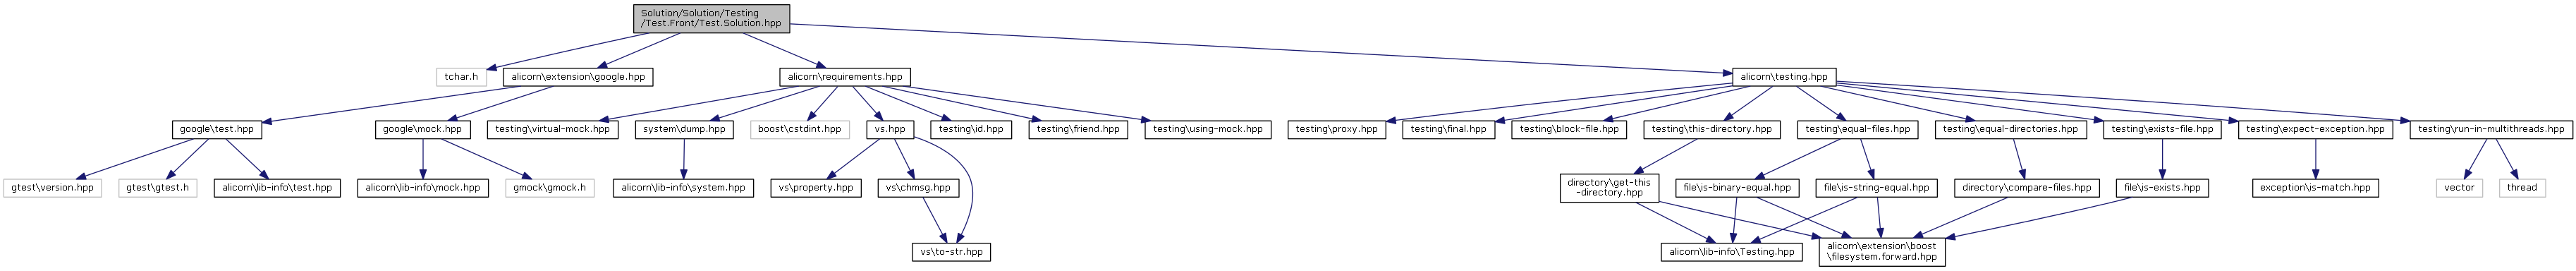 Solution/Solution/Testing
/Test.Front/Test.Solution.hpp
tchar.h
alicorn\extension\google.hpp
alicorn\requirements.hpp
alicorn\testing.hpp
google\test.hpp
google\mock.hpp
testing\virtual-mock.hpp
system\dump.hpp
boost\cstdint.hpp
vs.hpp
testing\id.hpp
testing\friend.hpp
testing\using-mock.hpp
testing\proxy.hpp
testing\final.hpp
testing\block-file.hpp
testing\this-directory.hpp
testing\equal-files.hpp
testing\equal-directories.hpp
testing\exists-file.hpp
testing\expect-exception.hpp
testing\run-in-multithreads.hpp
gtest\version.hpp
gtest\gtest.h
alicorn\lib-info\test.hpp
alicorn\lib-info\mock.hpp
gmock\gmock.h
alicorn\lib-info\system.hpp
vs\property.hpp
vs\chmsg.hpp
directory\get-this
-directory.hpp
file\is-binary-equal.hpp
file\is-string-equal.hpp
directory\compare-files.hpp
file\is-exists.hpp
exception\is-match.hpp
vector
thread
vs\to-str.hpp
alicorn\lib-info\Testing.hpp
alicorn\extension\boost
\filesystem.forward.hpp